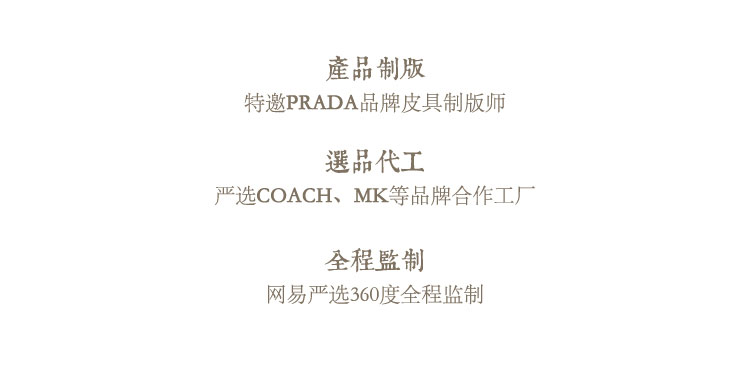 產品制版
特邀PRADA品牌皮具制版师
選品代工
严选COACH、MK等品牌合作工厂
全程監制
网易严选360度全程监制